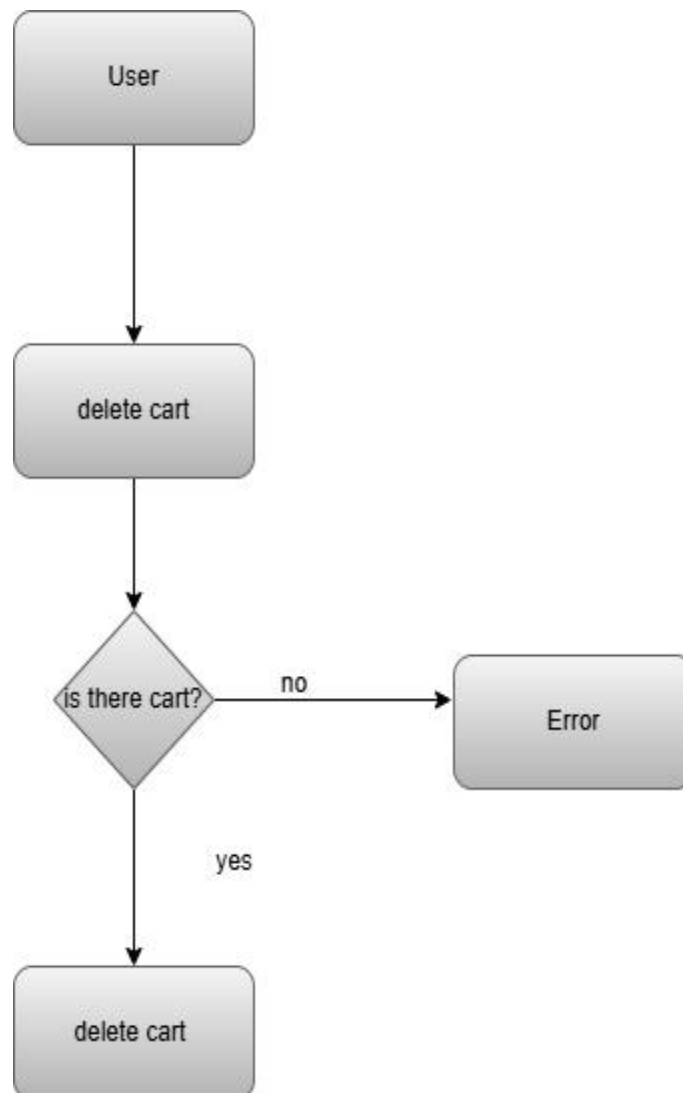 User
delete cart
is there cart?
no
Error
yes
delete cart